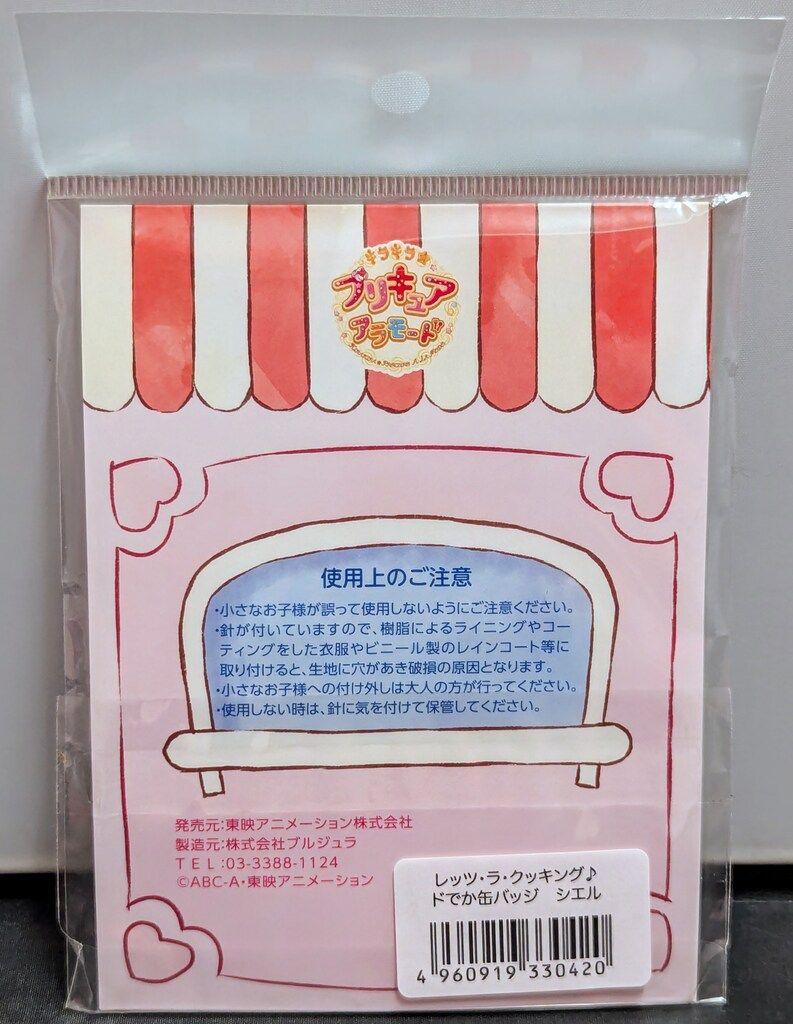 キラキラ☆
プリキュア
アラモード
使用上のご注意
・小さなお子様が誤って使用しないようにご注意ください。
・針が付いていますので、樹脂によるライニングやコー
ティングをした衣服やビニール製のレインコート等に
取り付けると、生地に穴があき破損の原因となります。
・小さなお子様への付け外しは大人の方が行ってください。
・使用しない時は、針に気を付けて保管してください。
発売元:東映アニメーション株式会社
製造元:株式会社ブルジュラ
TEL:03-3388-1124
©ABC-A・東映アニメーション
レッツ・ラ・クッキング♪
ドでか缶バッジ　シエル
4 960919 330420